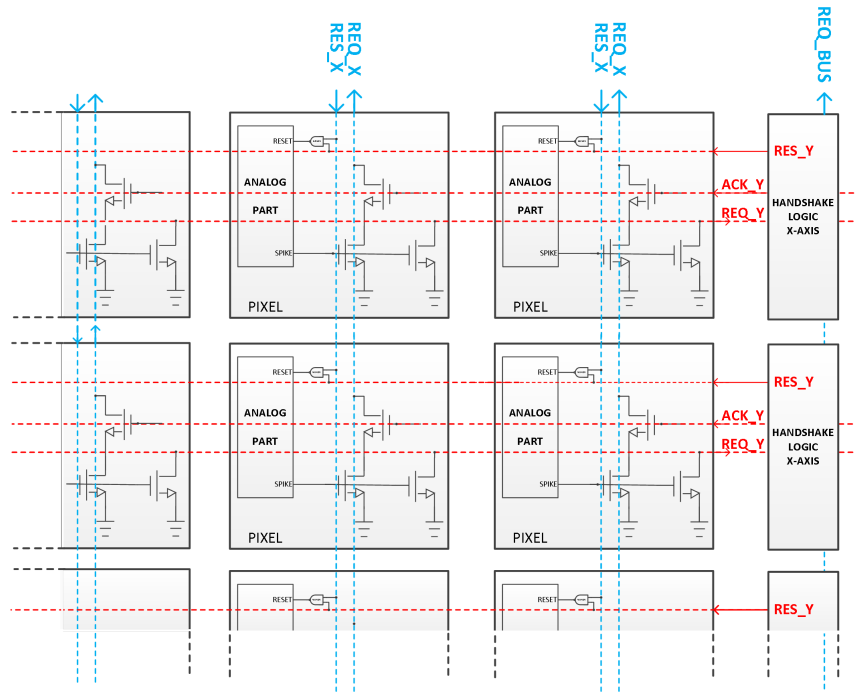 RES_X
REQ_X
RES_X
REQ_X
REQ_BUS
RESET
ANALOG
PART
SPIKE
PIXEL
RESET
ANALOG
PART
SPIKE
PIXEL
RES_Y
ACK_Y
REQ_Y
HANDSHAKE
LOGIC
X-AXIS
RESET
ANALOG
PART
SPIKE
PIXEL
RESET
ANALOG
PART
SPIKE
PIXEL
RES_Y
ACK_Y
REQ_Y
HANDSHAKE
LOGIC
X-AXIS
RESET
RESET
RES_Y